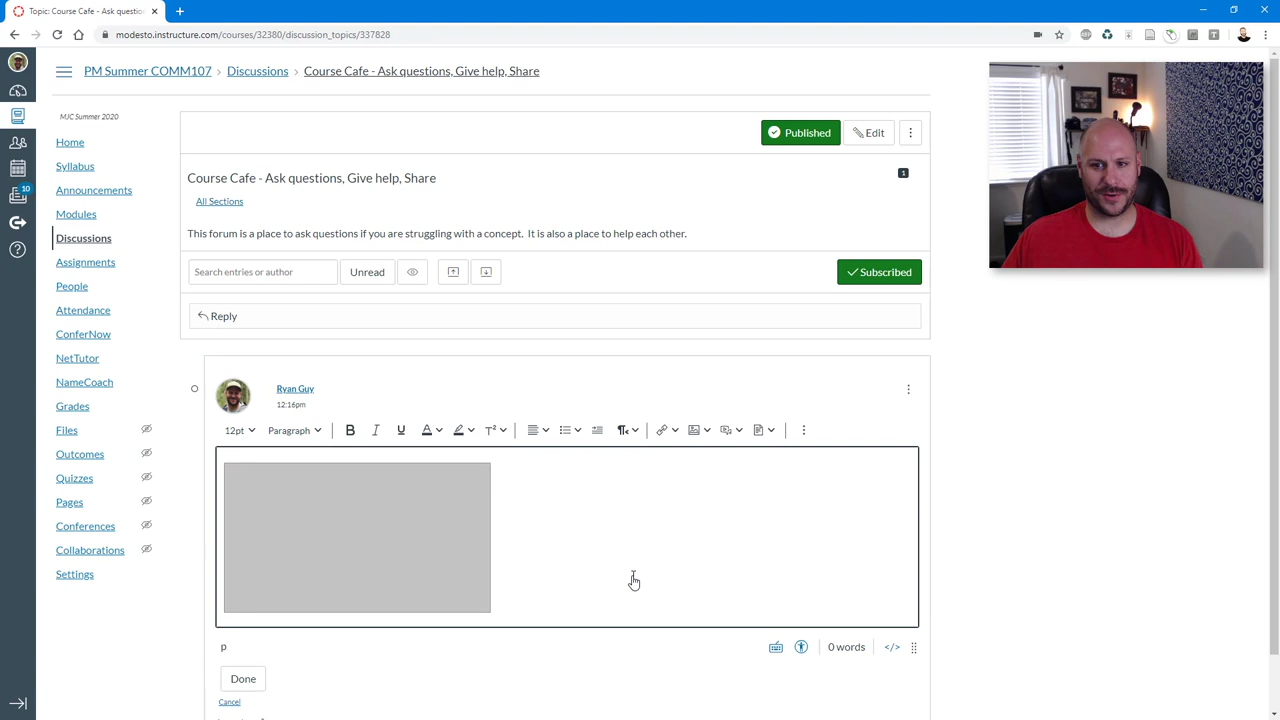 Topic: Course Cafe - Ask question
modesto.instructure.com/courses/32380/discussion_topics/337828
PM Summer COMM107 > Discussions > Course Cafe - Ask questions, Give help, Share
MJC Summer 2020
Home
Syllabus
Announcements
Modules
Discussions
Assignments
People
Attendance
ConferNow
NetTutor
NameCoach
Grades
Files
Outcomes
Quizzes
Pages
Conferences
Collaborations
Settings
10
Published
Edit
Course Cafe - Ask questions, Give help, Share
1
All Sections
This forum is a place to ask questions if you are struggling with a concept. It is also a place to help each other.
Search entries or author
Unread
Subscribed
Reply
Ryan Guy
12:16pm
12pt Paragraph B I U A T²
p
0 words </>
Done
Cancel